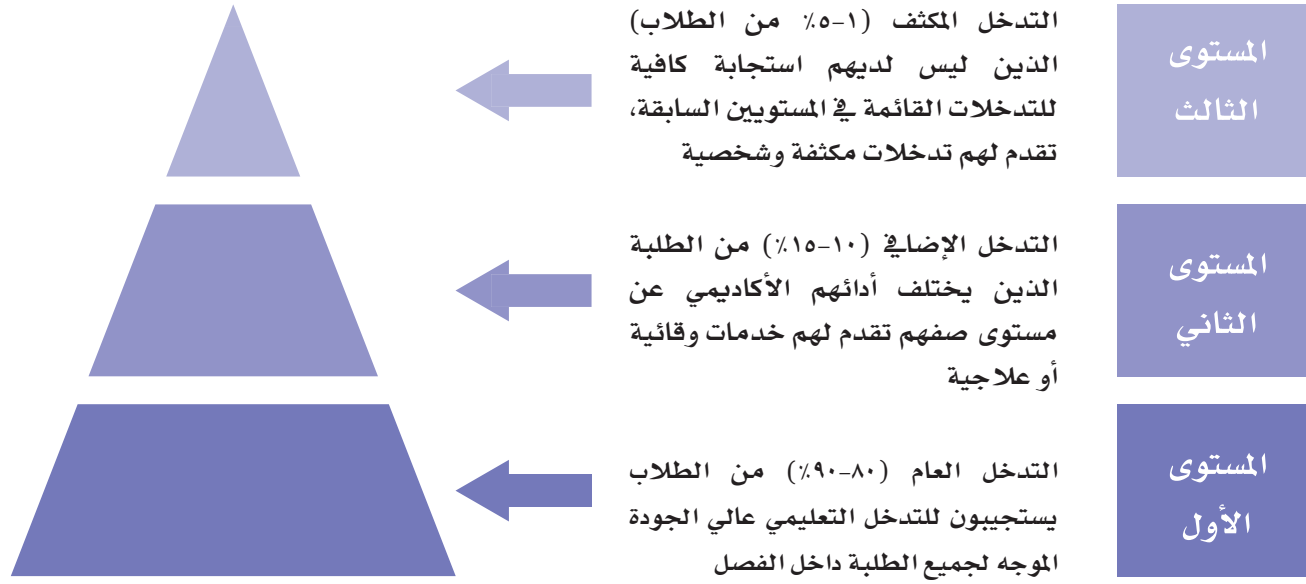 المستوى
الثالث
التدخل المكثف (١-٥٪ من الطلاب)
الذين ليس لديهم استجابة كافية
للتدخلات القائمة في المستويين السابقة،
تقدم لهم تدخلات مكثفة وشخصية
المستوى
الثاني
التدخل الإضافي (١٠-١٥٪) من الطلبة
الذين يختلف أدائهم الأكاديمي عن
مستوى صفهم تقدم لهم خدمات وقائية
أو علاجية
المستوى
الأول
التدخل العام (٨٠-٩٠٪) من الطلاب
يستجيبون للتدخل التعليمي عالي الجودة
الموجه لجميع الطلبة داخل الفصل